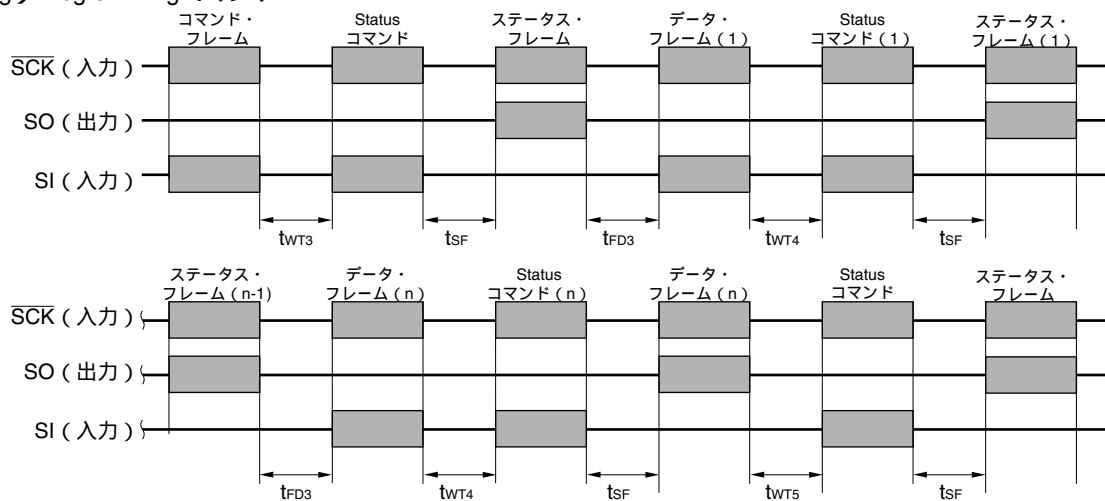 コマンド・
フレーム
Status
コマンド
ステータス・
フレーム
データ・
フレーム(1)
Status
コマンド(1)
ステータス・
フレーム(1)
SCK(入力)
SO(出力)
SI(入力)
tWT3
tSF
tFD3
tWT4
tSF
ステータス・
フレーム(n-1)
データ・
フレーム(n)
Status
コマンド(n)
データ・
フレーム(n)
Status
コマンド
ステータス・
フレーム
SCK(入力)
SO(出力)
SI(入力)
tFD3
tWT4
tSF
tWT5
tSF